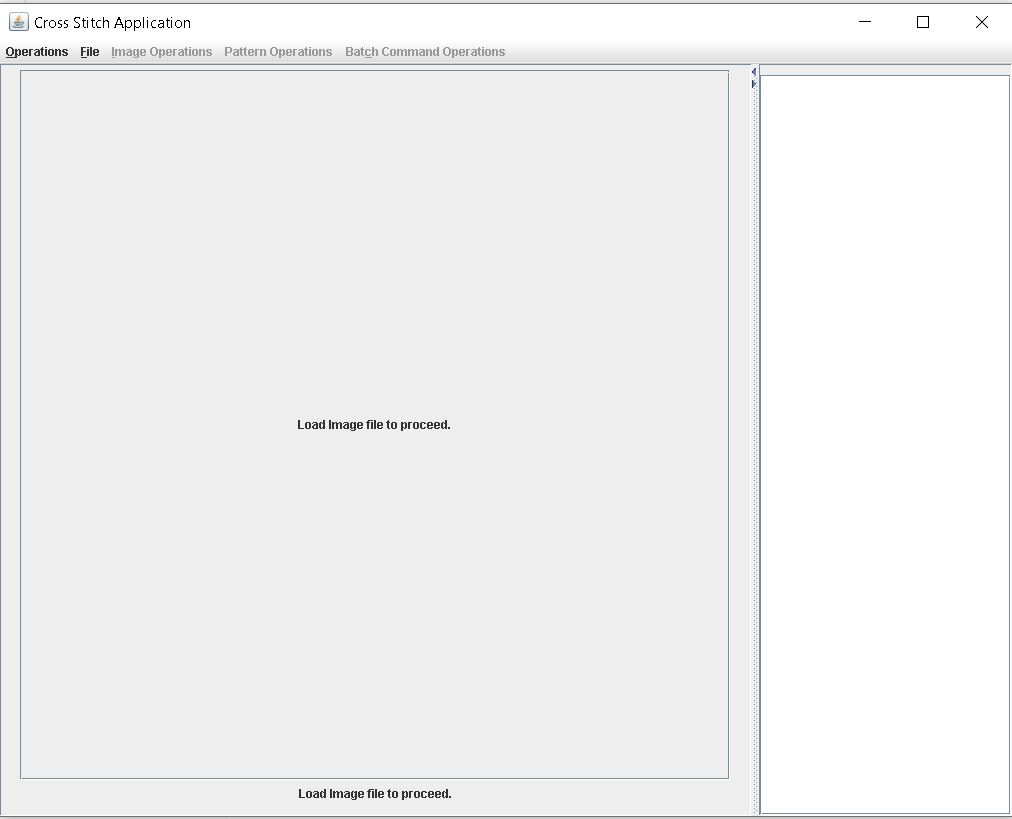 Cross Stitch Application
Operations File Image Operations Pattern Operations Batch Command Operations
Load Image file to proceed.
Load Image file to proceed.